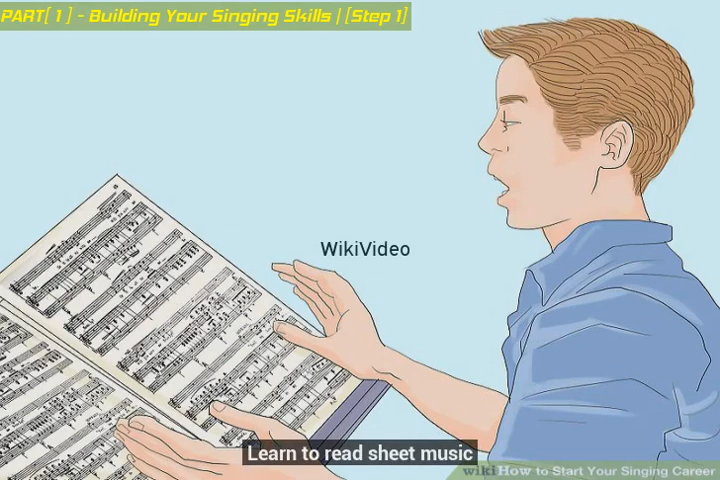 PART[ 1 ] - Building Your Singing Skills | [Step 1]
WikiVideo
Learn to read sheet music
wikiHow to Start Your Singing Career